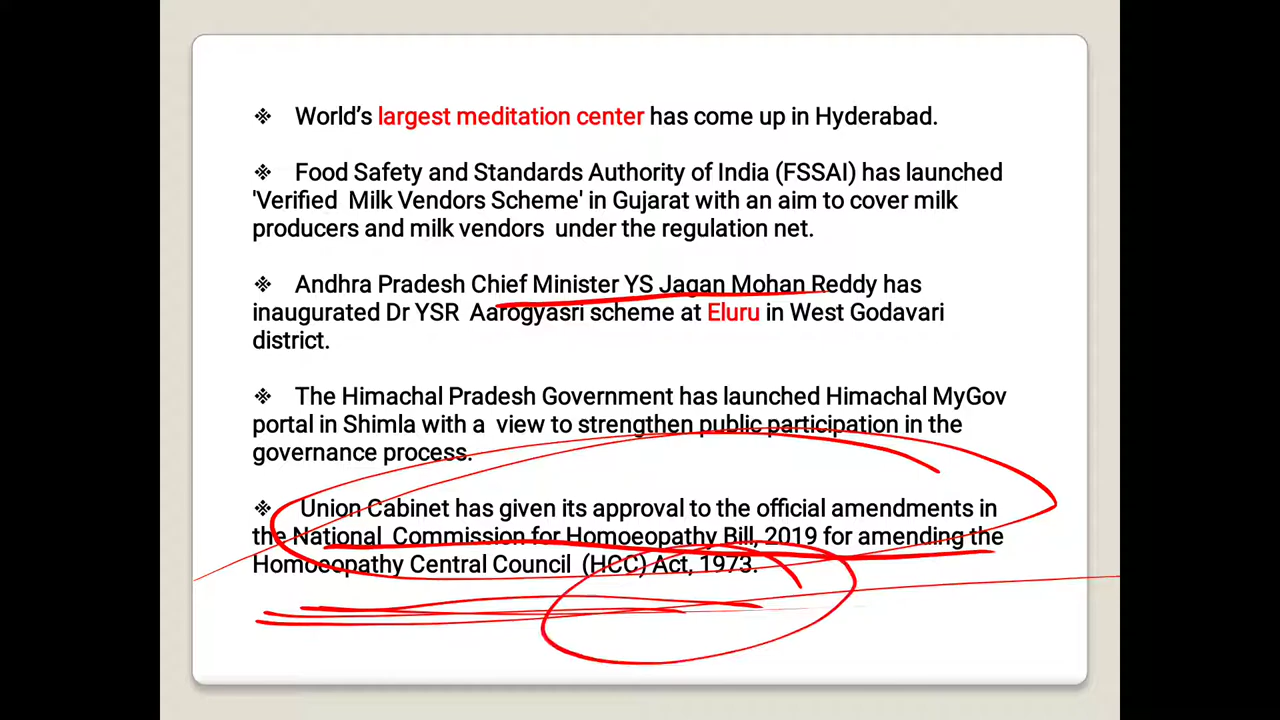 ❖ World's largest meditation center has come up in Hyderabad.
❖ Food Safety and Standards Authority of India (FSSAI) has launched
'Verified Milk Vendors Scheme' in Gujarat with an aim to cover milk
producers and milk vendors under the regulation net.
❖ Andhra Pradesh Chief Minister YS Jagan Mohan Reddy has
inaugurated Dr YSR Aarogyasri scheme at Eluru in West Godavari
district.
❖ The Himachal Pradesh Government has launched Himachal MyGov
portal in Shimla with a view to strengthen public participation in the
governance process.
❖ Union Cabinet has given its approval to the official amendments in
the National Commission for Homoeopathy Bill, 2019 for amending the
Homoeopathy Central Council (HCC) Act, 1973.